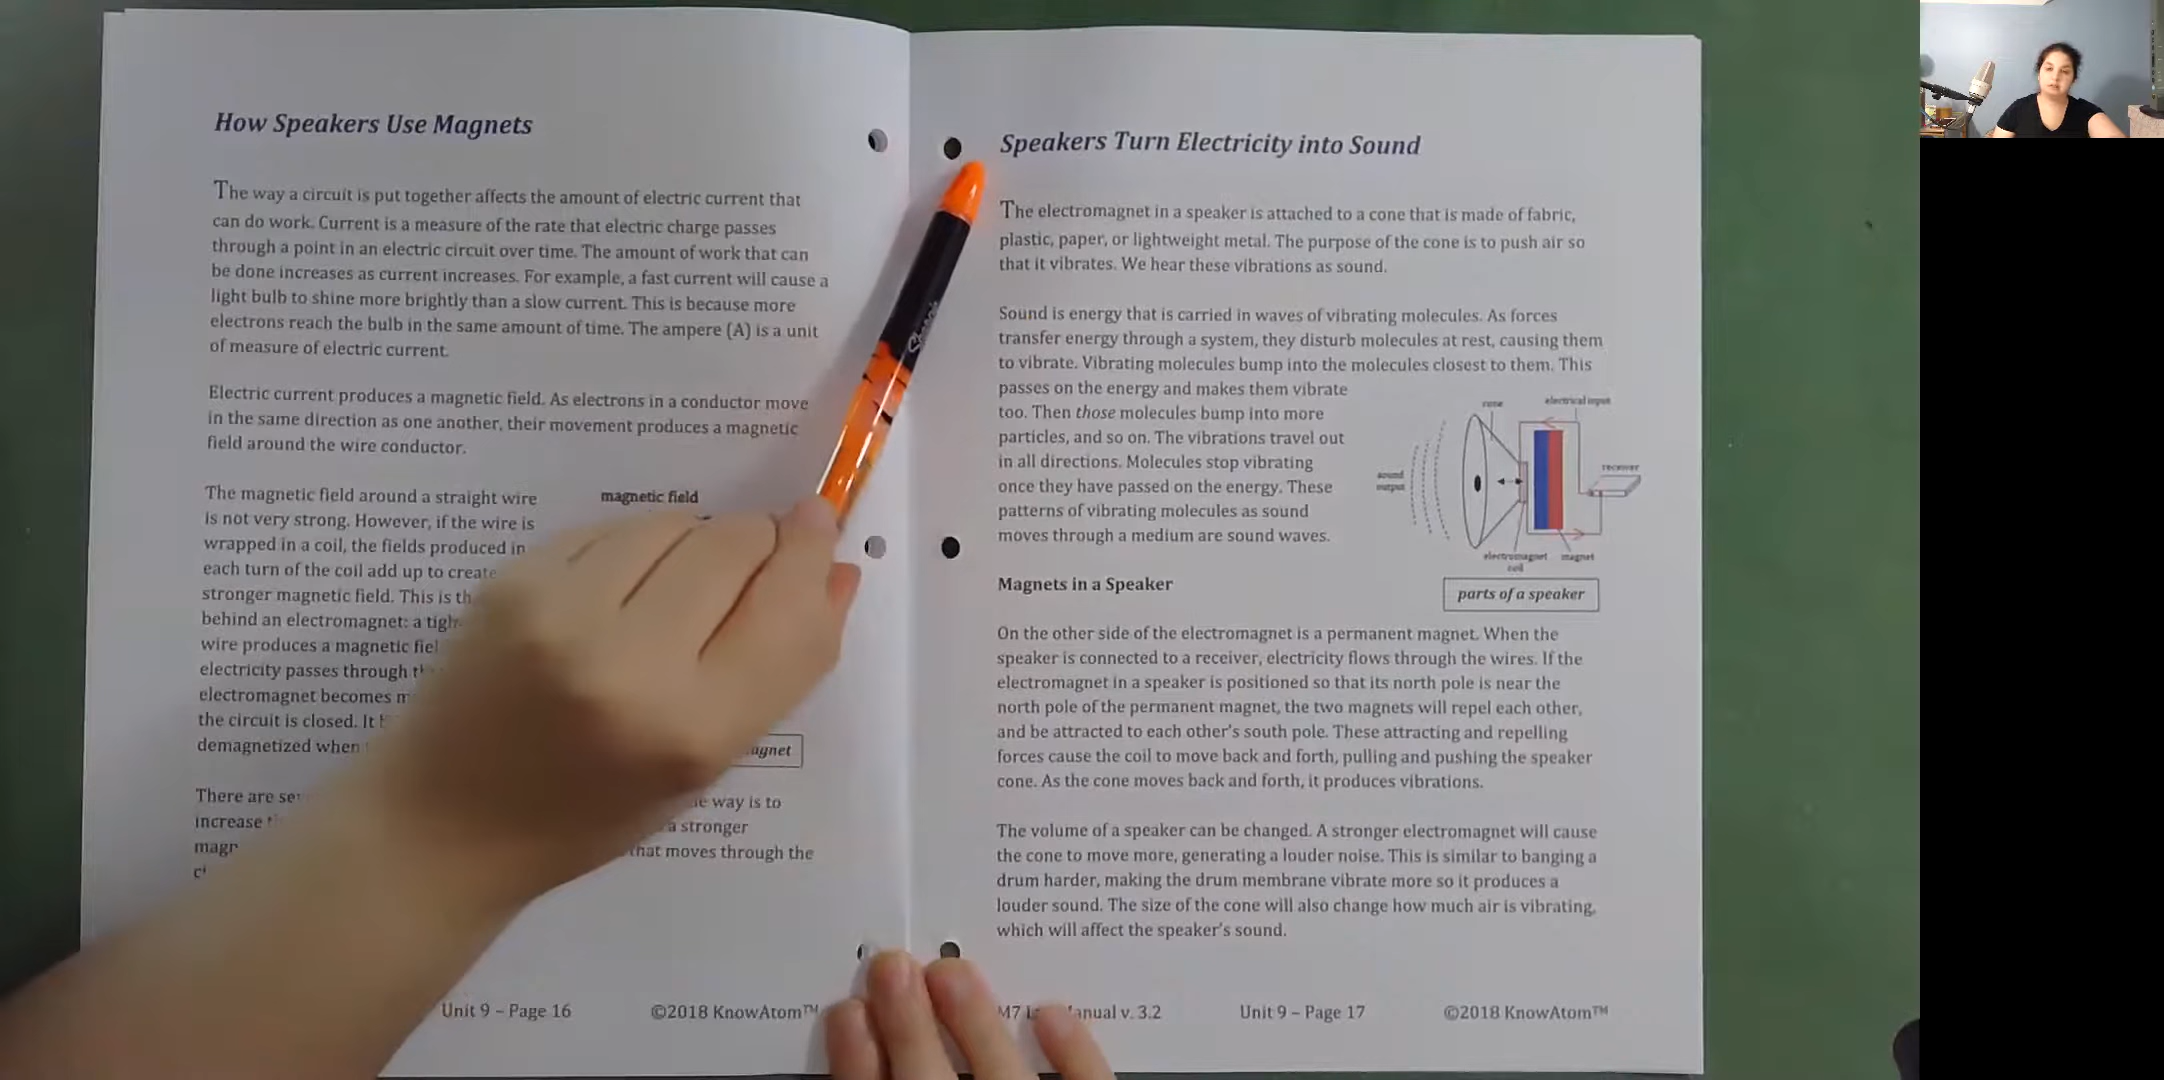 How Speakers Use Magnets
The way a circuit is put together affects the amount of electric current that
can do work. Current is a measure of the rate that electric charge passes
through a point in an electric circuit over time. The amount of work that can
be done increases as current increases. For example, a fast current will cause a
light bulb to shine more brightly than a slow current. This is because more
electrons reach the bulb in the same amount of time. The ampere (A) is a unit
of measure of electric current.
Electric current produces a magnetic field. As electrons in a conductor move
in the same direction as one another, their movement produces a magnetic
field around the wire conductor.
The magnetic field around a straight wire
is not very strong. However, if the wire is
wrapped in a coil, the fields produced in
each turn of the coil add up to create
stronger magnetic field. This is
behind an electromagnet: a
wire produces a magnetic
electricity passes through
electromagnet becomes
the circuit is closed. It
demagnetized when
magnetic field
There are
way is to
increase
a stronger
that moves through the
Unit 9 – Page 16
©2018 KnowAtom™
Speakers Turn Electricity into Sound
The electromagnet in a speaker is attached to a cone that is made of fabric,
plastic, paper, or lightweight metal. The purpose of the cone is to push air so
that it vibrates. We hear these vibrations as sound.
Sound is energy that is carried in waves of vibrating molecules. As forces
transfer energy through a system, they disturb molecules at rest, causing them
to vibrate. Vibrating molecules bump into the molecules closest to them. This
passes on the energy and makes them vibrate
too. Then those molecules bump into more
particles, and so on. The vibrations travel out
in all directions. Molecules stop vibrating
once they have passed on the energy. These
patterns of vibrating molecules as sound
moves through a medium are sound waves.
cone
electrical input
receiver
sound
output
electromagnet
coil
magnet
parts of a speaker
Magnets in a Speaker
On the other side of the electromagnet is a permanent magnet. When the
speaker is connected to a receiver, electricity flows through the wires. If the
electromagnet in a speaker is positioned so that its north pole is near the
north pole of the permanent magnet, the two magnets will repel each other,
and be attracted to each other's south pole. These attracting and repelling
forces cause the coil to move back and forth, pulling and pushing the speaker
cone. As the cone moves back and forth, it produces vibrations.
The volume of a speaker can be changed. A stronger electromagnet will cause
the cone to move more, generating a louder noise. This is similar to banging a
drum harder, making the drum membrane vibrate more so it produces a
louder sound. The size of the cone will also change how much air is vibrating,
which will affect the speaker's sound.
M7
v. 3.2
Unit 9 – Page 17
©2018 KnowAtom™
Sharpie